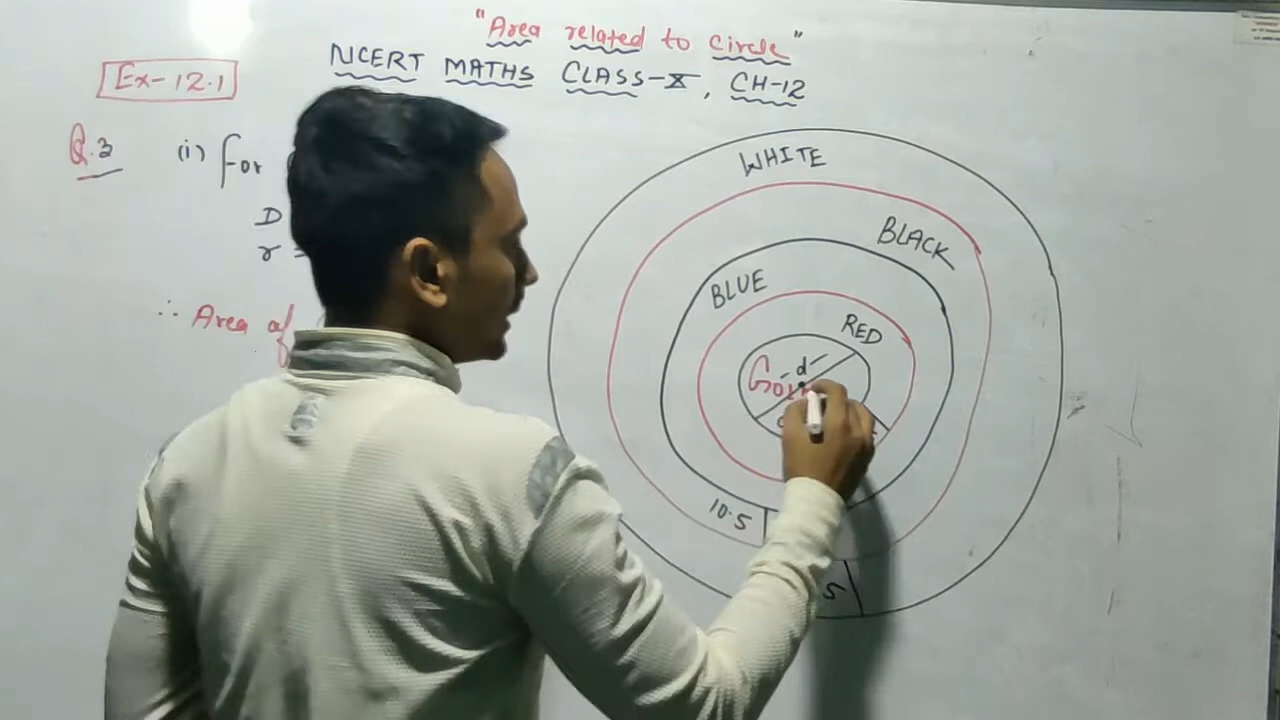 "Area related to circle"
NCERT MATHS CLASS-X, CH-12
Ex-12.1
Q.3 (i) for
D
r =
∴ Area of
WHITE
BLACK
BLUE
RED
-d-
10.5
5